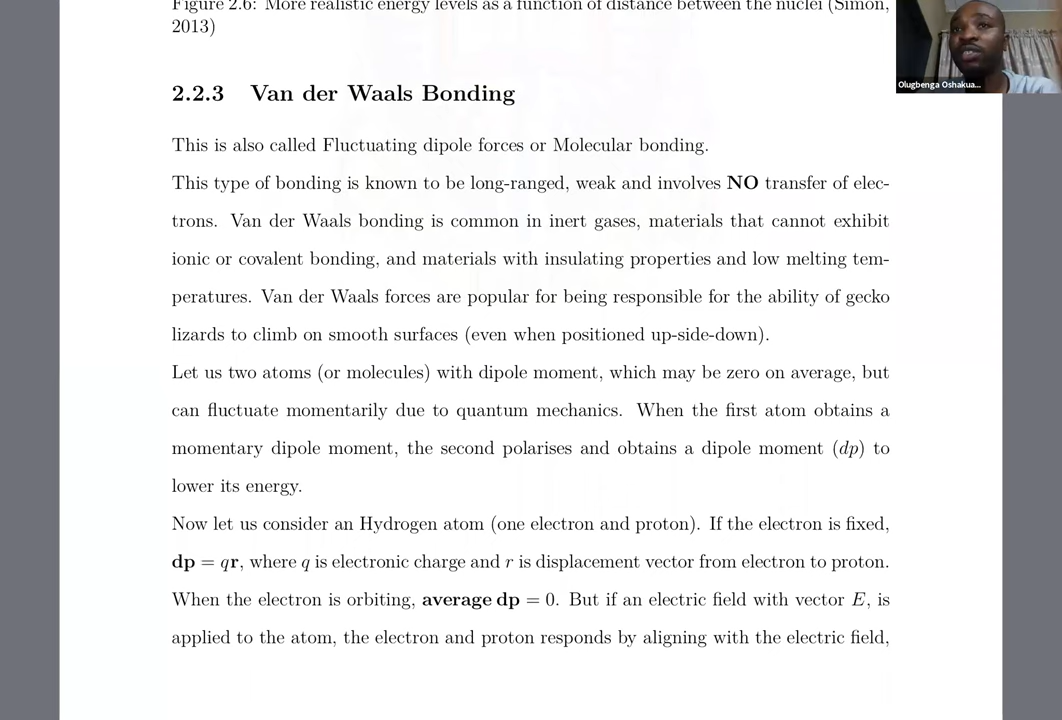 Figure 2.6: More realistic energy levels as a function of distance between the nuclei (Simon,
2013)
Olugbenga Oshakua...
2.2.3 Van der Waals Bonding
This is also called Fluctuating dipole forces or Molecular bonding.
This type of bonding is known to be long-ranged, weak and involves NO transfer of elec-
trons. Van der Waals bonding is common in inert gases, materials that cannot exhibit
ionic or covalent bonding, and materials with insulating properties and low melting tem-
peratures. Van der Waals forces are popular for being responsible for the ability of gecko
lizards to climb on smooth surfaces (even when positioned up-side-down).
Let us two atoms (or molecules) with dipole moment, which may be zero on average, but
can fluctuate momentarily due to quantum mechanics. When the first atom obtains a
momentary dipole moment, the second polarises and obtains a dipole moment (dp) to
lower its energy.
Now let us consider an Hydrogen atom (one electron and proton). If the electron is fixed,
dp = qr, where q is electronic charge and r is displacement vector from electron to proton.
When the electron is orbiting, average dp = 0. But if an electric field with vector E, is
applied to the atom, the electron and proton responds by aligning with the electric field,